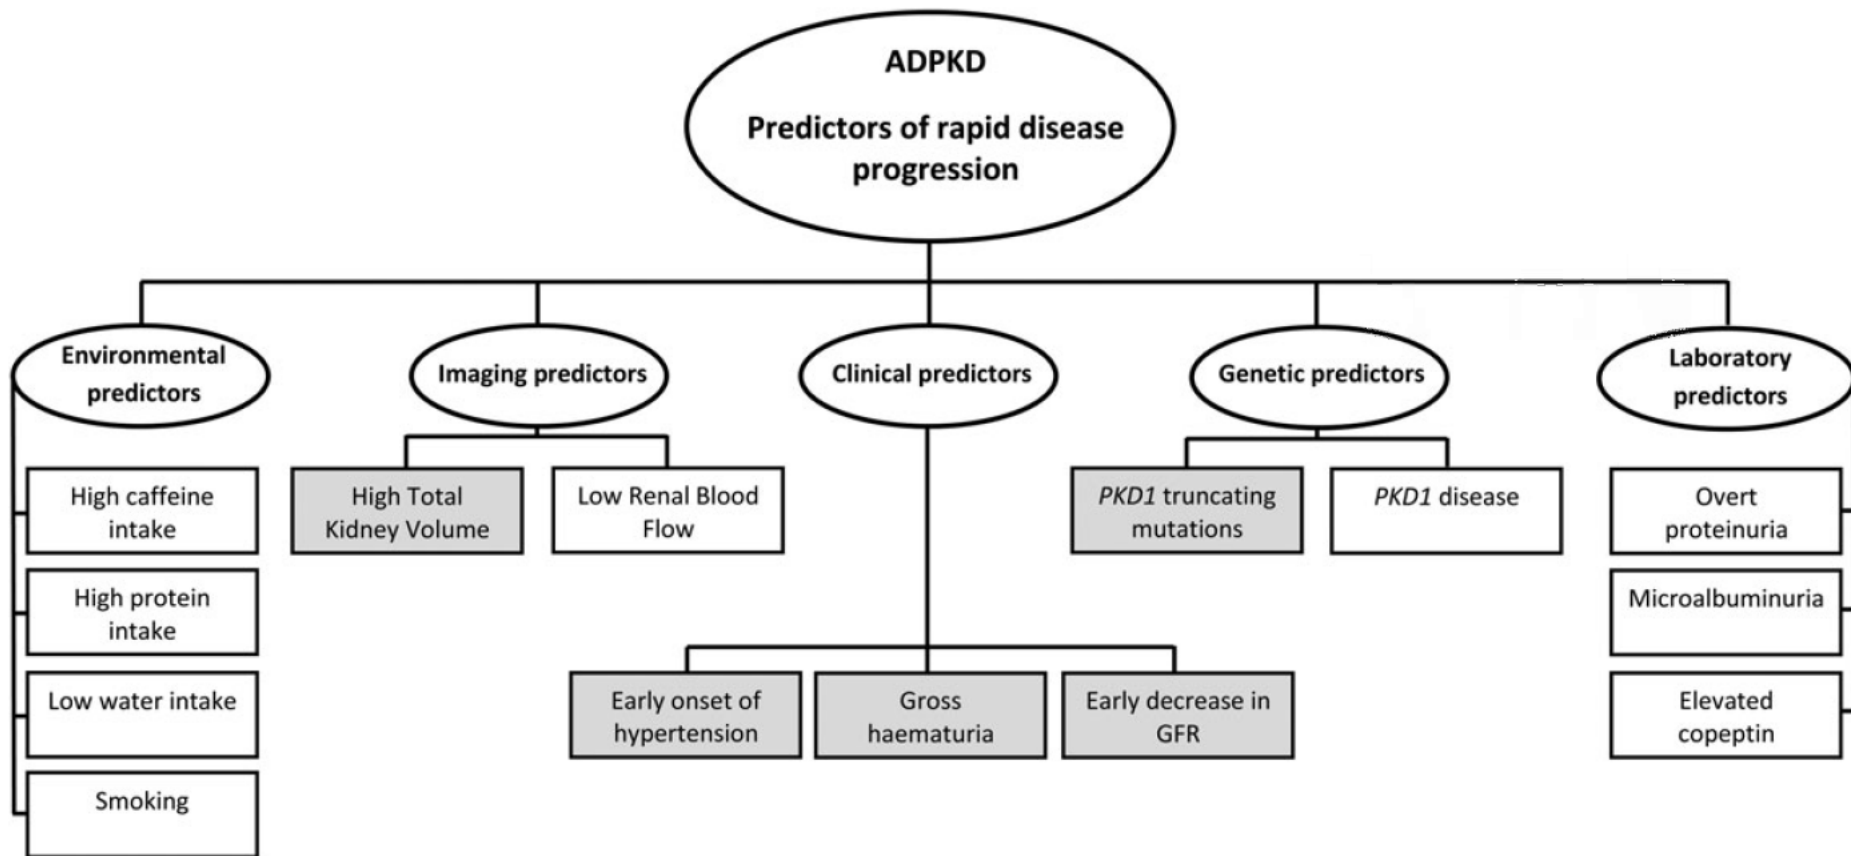 ADPKD
Predictors of rapid disease
progression
Environmental
predictors
Imaging predictors
Clinical predictors
Genetic predictors
Laboratory
predictors
High caffeine
intake
High protein
intake
Low water intake
Smoking
High Total
Kidney Volume
Low Renal Blood
Flow
Early onset of
hypertension
Gross
haematuria
Early decrease in
GFR
PKD1 truncating
mutations
PKD1 disease
Overt
proteinuria
Microalbuminuria
Elevated
copeptin